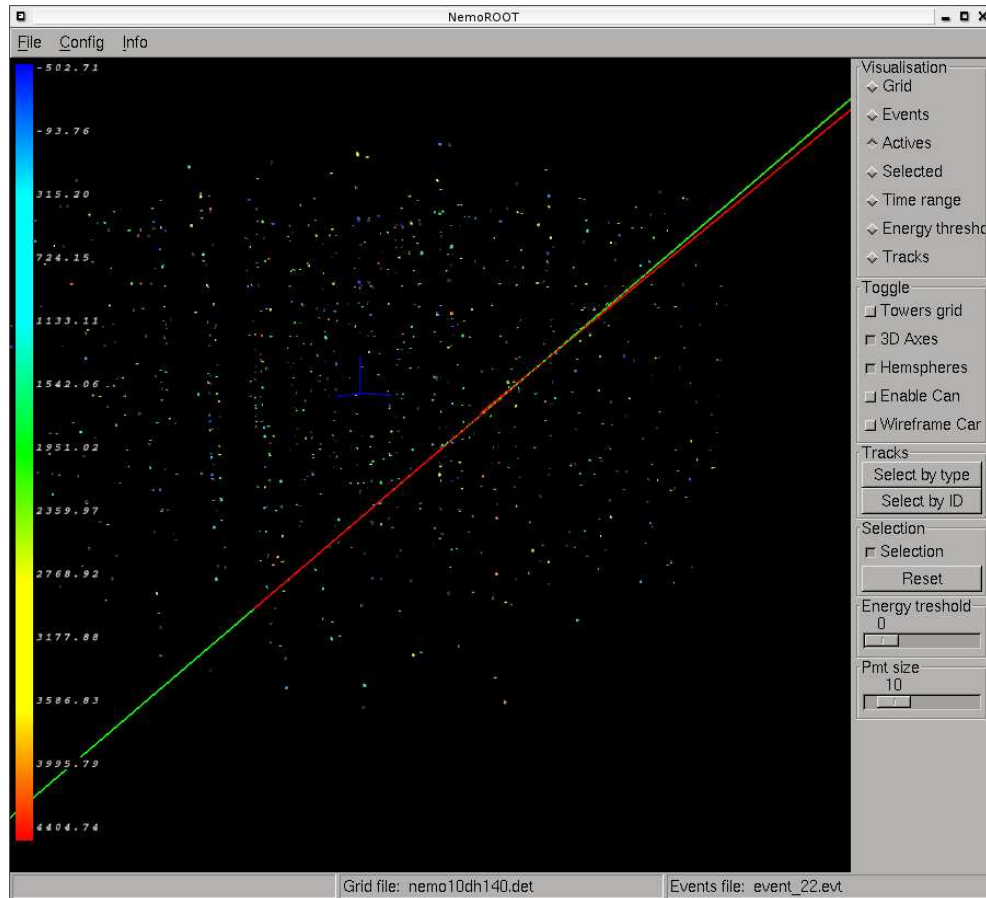 NemoROOT
File Config Info
-502.71
-93.76
315.20
724.15
1133.11
1542.06
1951.02
2359.97
2768.92
3177.88
3586.83
3995.79
4404.74
Visualisation
Grid
Events
Actives
Selected
Time range
Energy thresho
Tracks
Toggle
Towers grid
3D Axes
Hemspheres
Enable Can
Wireframe Car
Tracks
Select by type
Select by ID
Selection
Selection
Reset
Energy treshold
0
Pmt size
10
Grid file: nemo10dh140.det
Events file: event_22.evt